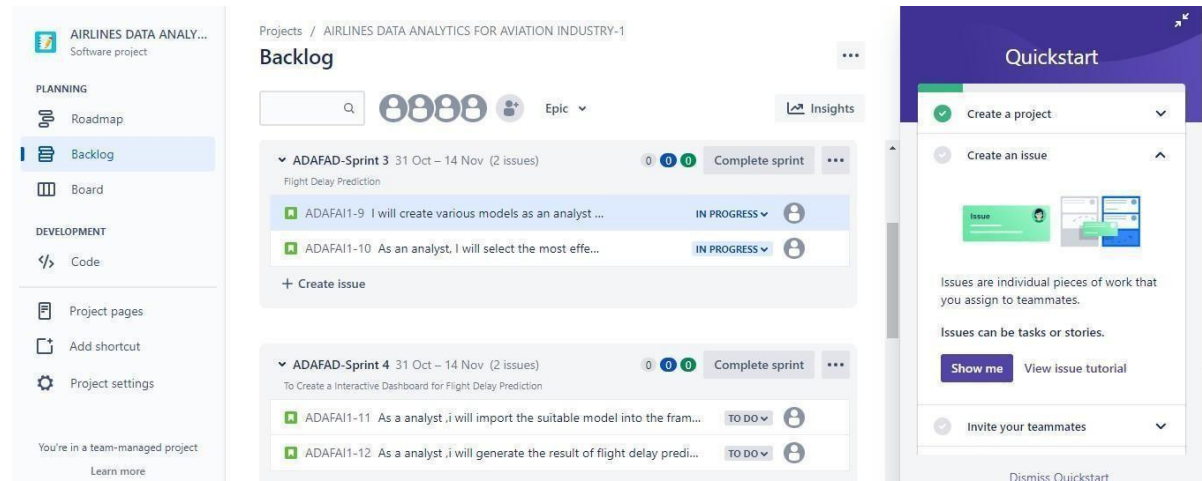 AIRLINES DATA ANALY...
Software project
PLANNING
Roadmap
Backlog
Board
DEVELOPMENT
Code
Project pages
Add shortcut
Project settings
You're in a team-managed project
Learn more
Projects / AIRLINES DATA ANALYTICS FOR AVIATION INDUSTRY-1
Backlog
Epic
Insights
ADAFAD-Sprint 3 31 Oct – 14 Nov (2 issues) 0 0 0 Complete sprint
Flight Delay Prediction
ADAFAI1-9 I will create various models as an analyst ... IN PROGRESS
ADAFAI1-10 As an analyst, I will select the most effe... IN PROGRESS
+ Create issue
ADAFAD-Sprint 4 31 Oct – 14 Nov (2 issues) 0 0 0 Complete sprint
To Create a Interactive Dashboard for Flight Delay Prediction
ADAFAI1-11 As a analyst ,i will import the suitable model into the fram... TO DO
ADAFAI1-12 As a analyst ,i will generate the result of flight delay predi... TO DO
Quickstart
Create a project
Create an issue
Issue
Issues are individual pieces of work that
you assign to teammates.
Issues can be tasks or stories.
Show me View issue tutorial
Invite your teammates
Dismiss Quickstart